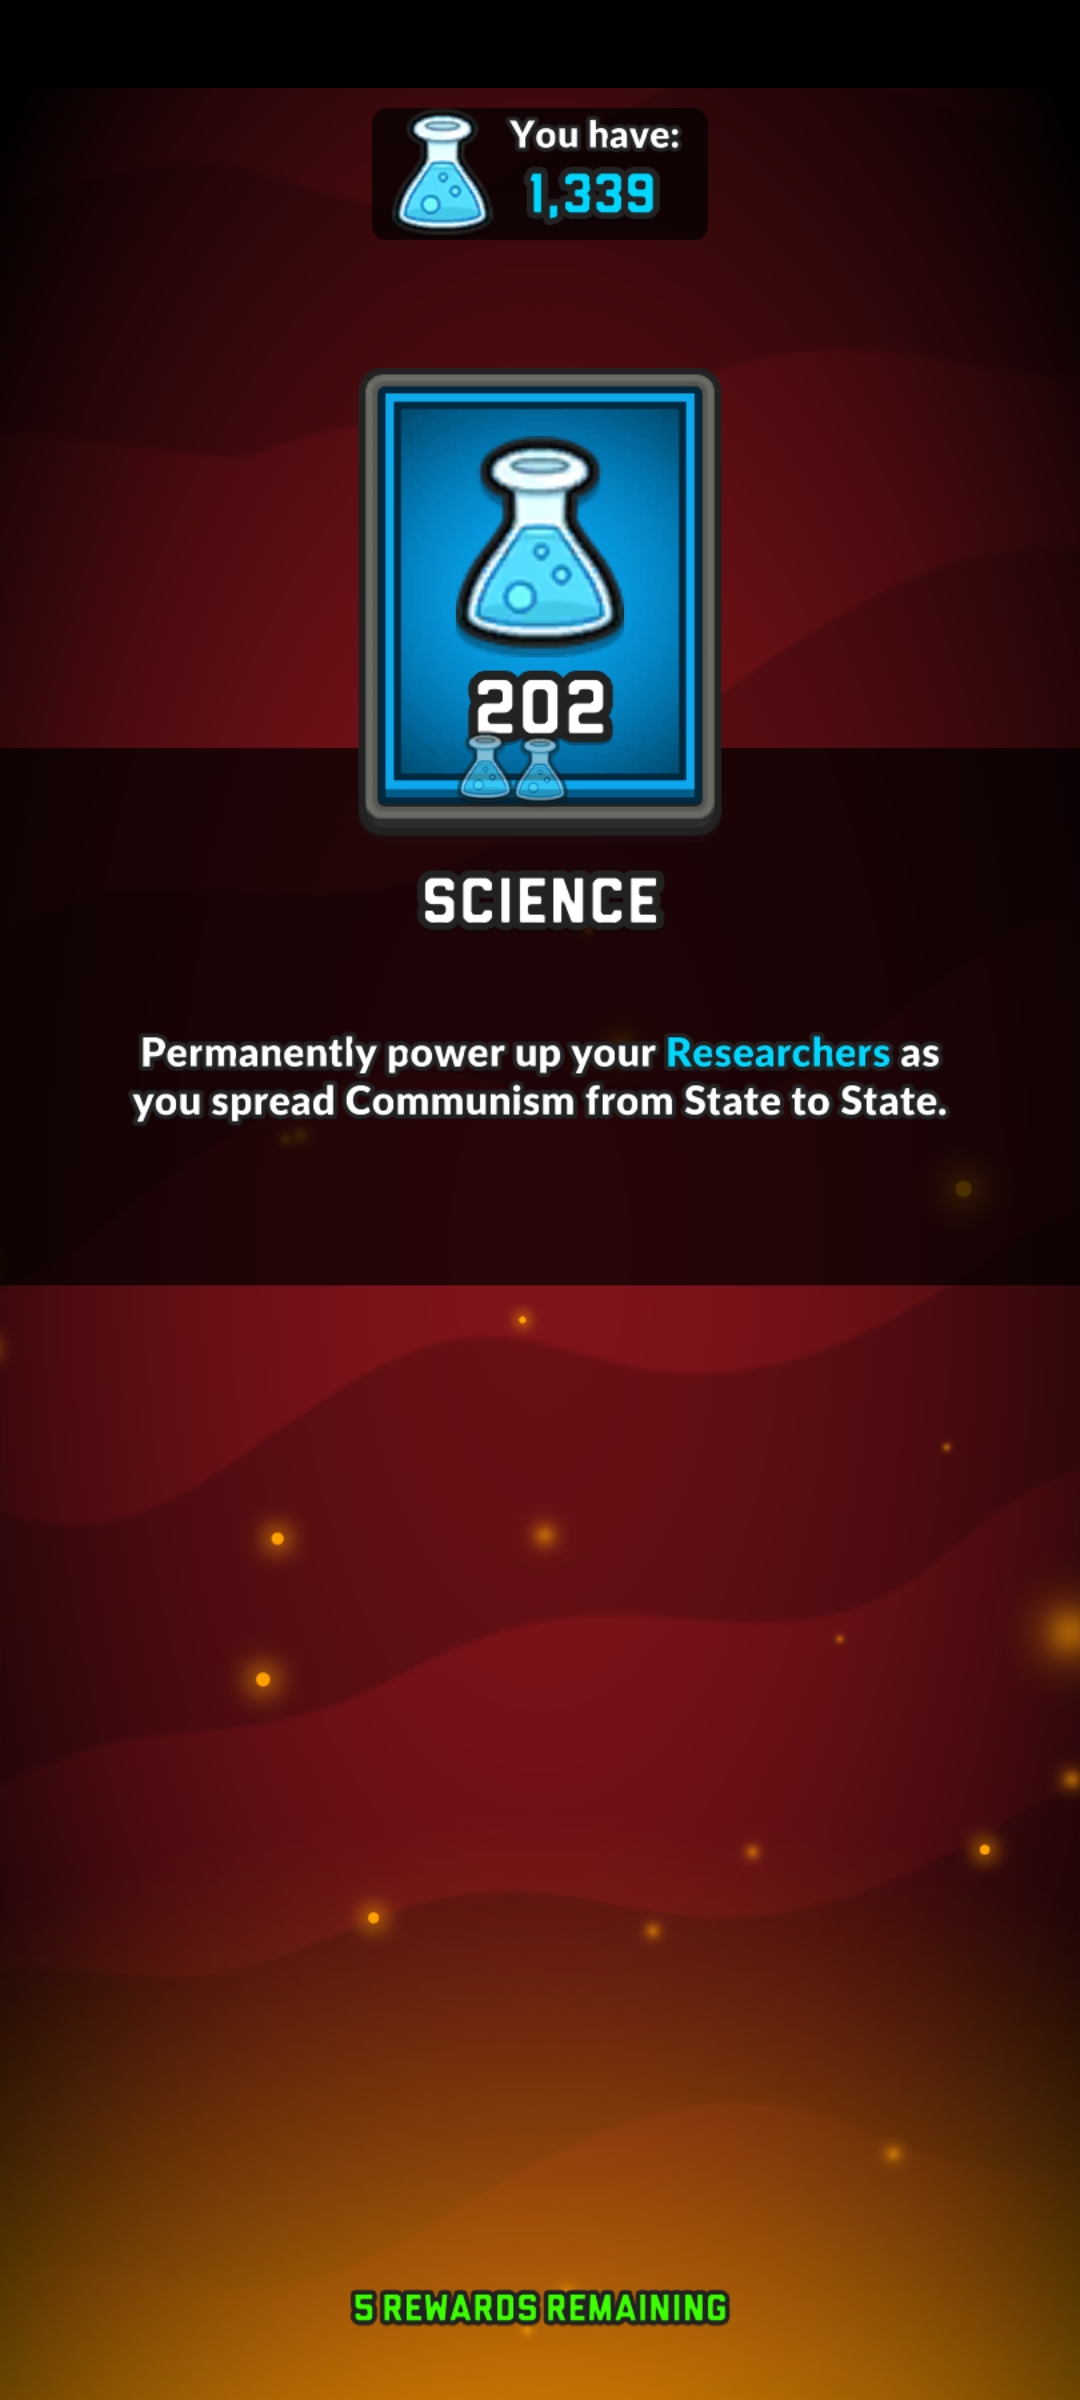 You have:
1,339
202
SCIENCE
Permanently power up your Researchers as
you spread Communism from State to State.
5 REWARDS REMAINING